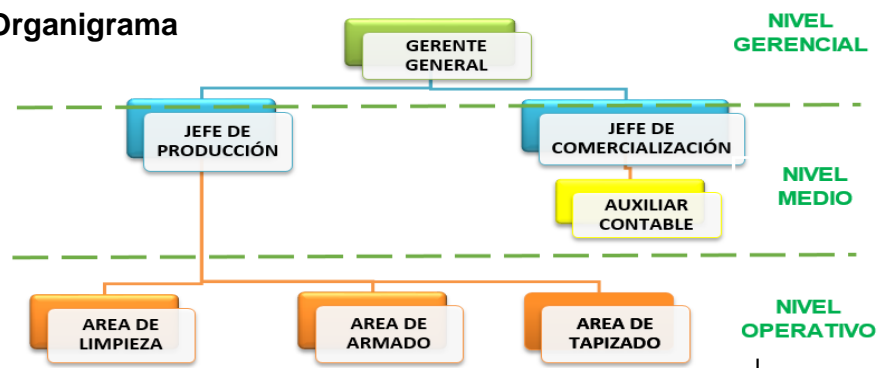 Organigrama
NIVEL
GERENCIAL
GERENTE
GENERAL
JEFE DE
PRODUCCIÓN
JEFE DE
COMERCIALIZACIÓN
NIVEL
MEDIO
AUXILIAR
CONTABLE
AREA DE
LIMPIEZA
AREA DE
ARMADO
AREA DE
TAPIZADO
NIVEL
OPERATIVO